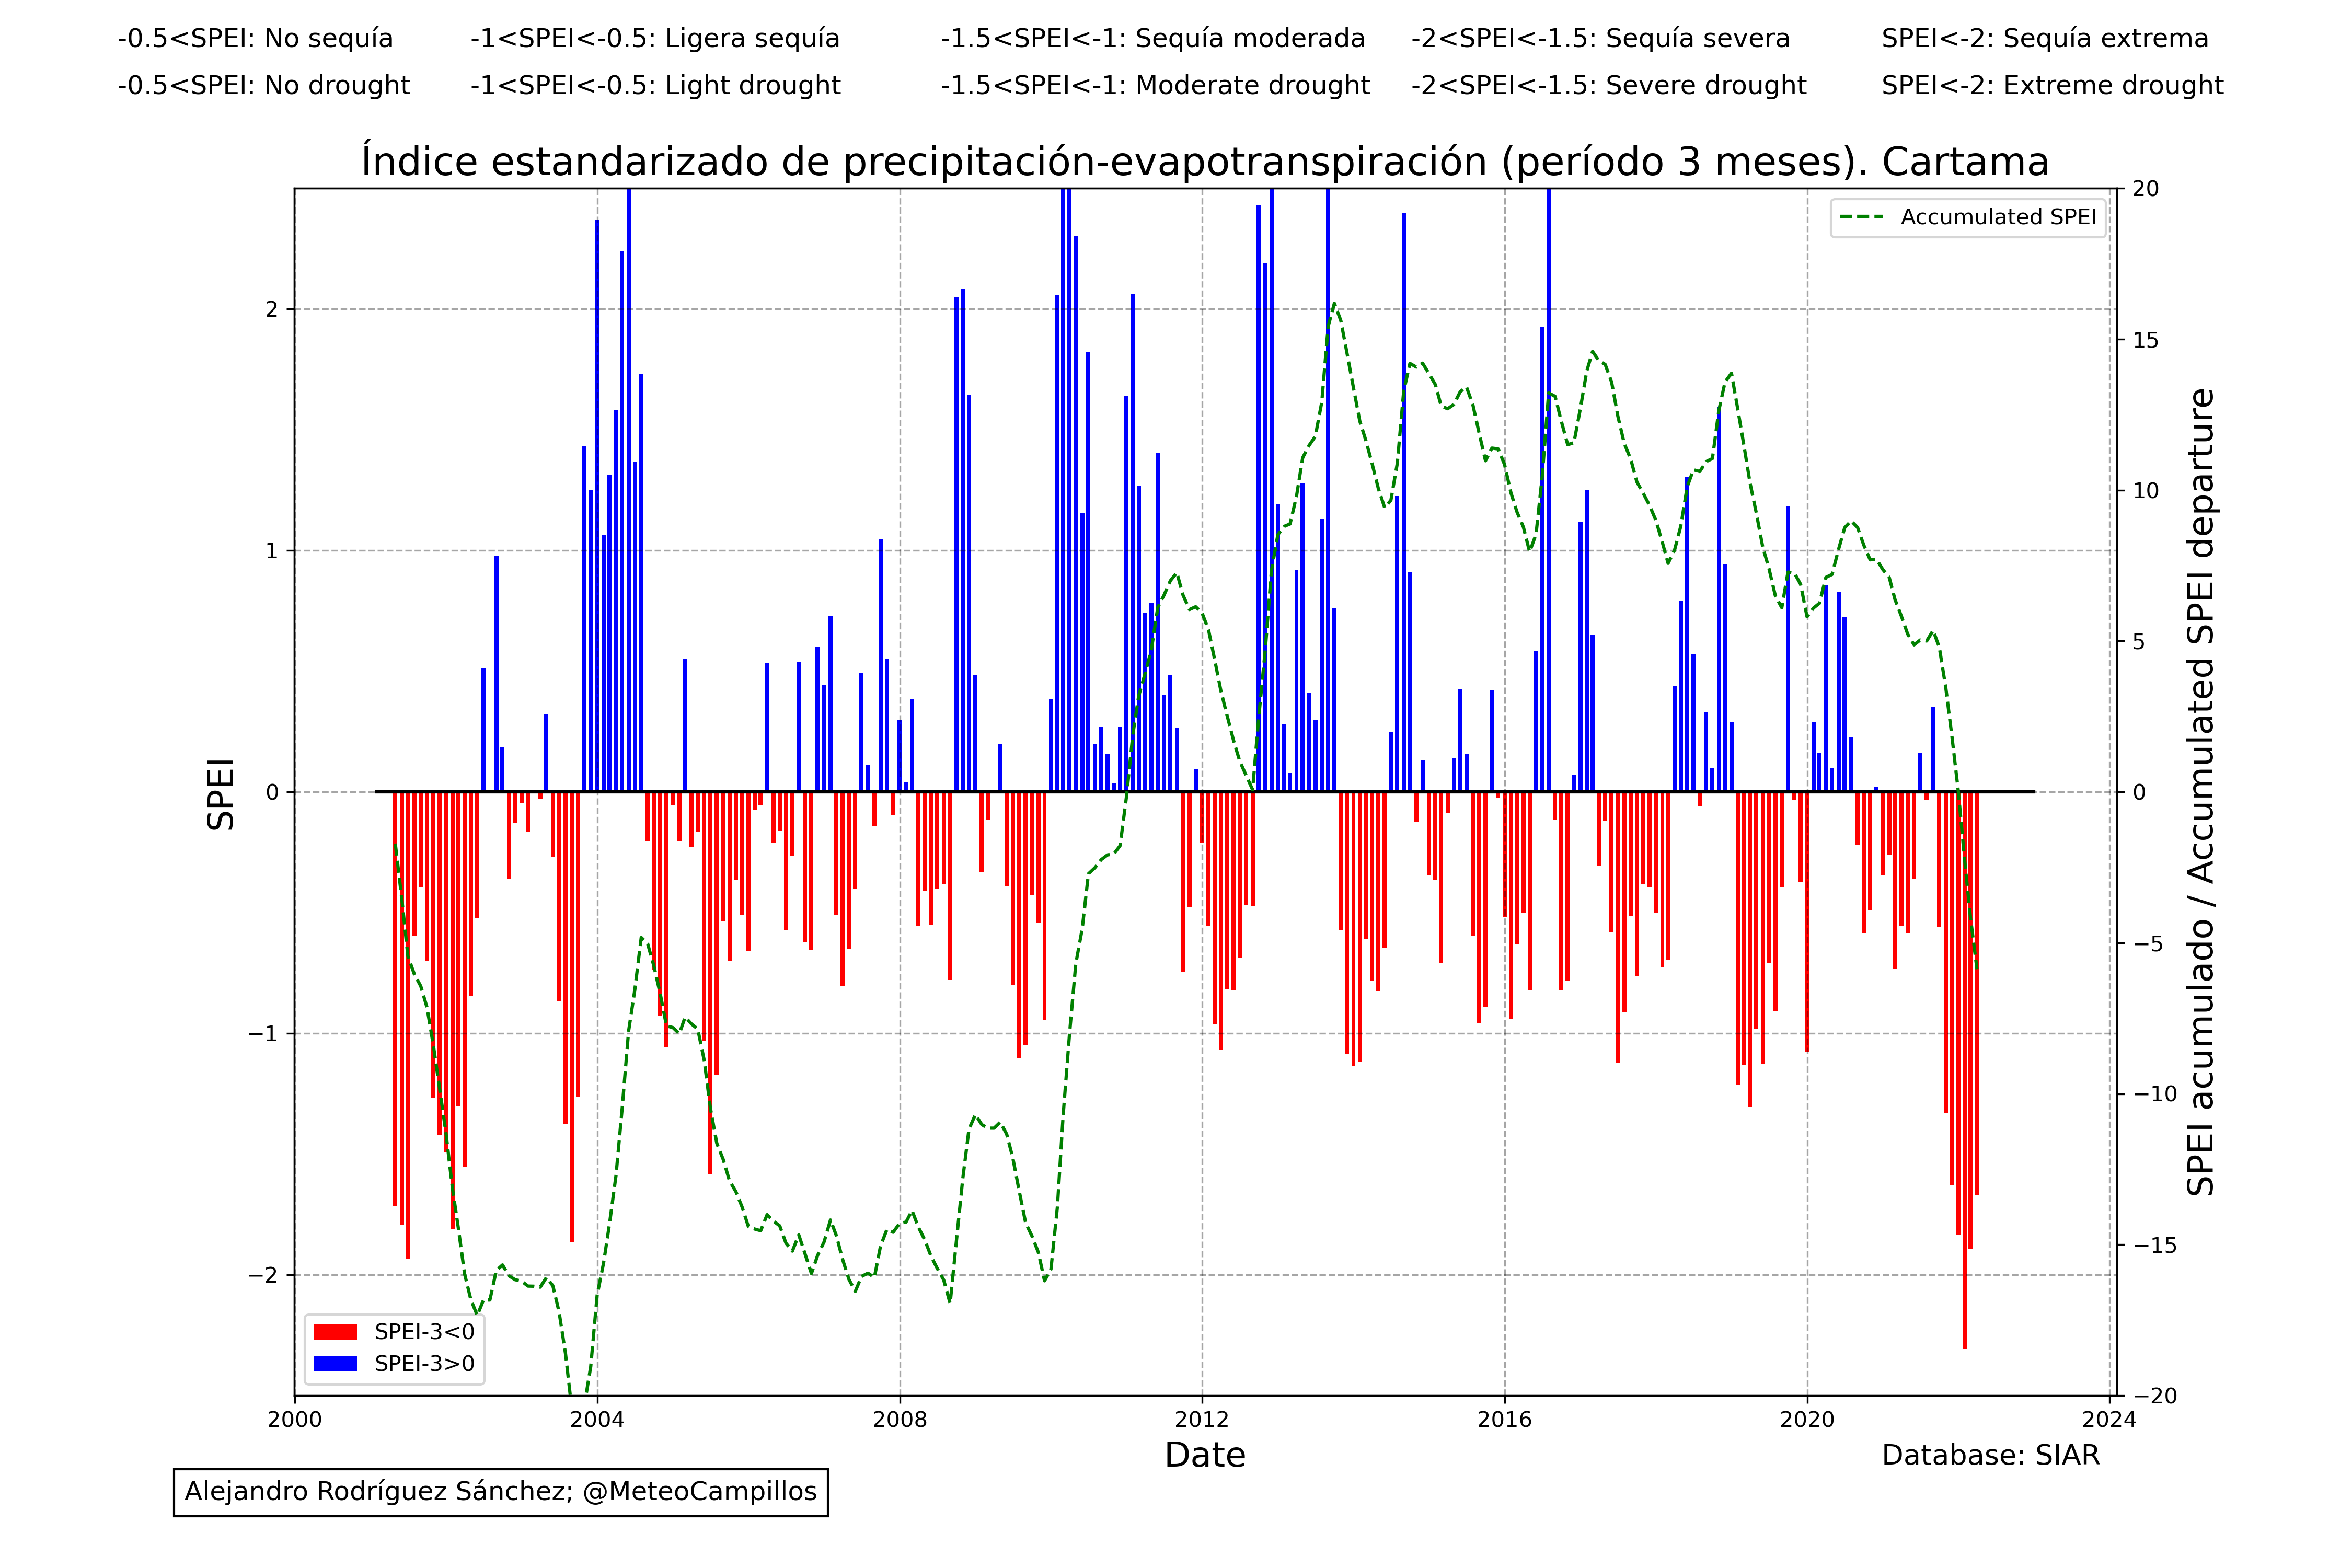 -0.5<SPEI: No sequía -1<SPEI<-0.5: Ligera sequía -1.5<SPEI<-1: Sequía moderada -2<SPEI<-1.5: Sequía severa SPEI<-2: Sequía extrema
-0.5<SPEI: No drought -1<SPEI<-0.5: Light drought -1.5<SPEI<-1: Moderate drought -2<SPEI<-1.5: Severe drought SPEI<-2: Extreme drought
Índice estandarizado de precipitación-evapotranspiración (período 3 meses). Cartama
Accumulated SPEI
SPEI
2
1
0
−1
−2
20
15
10
5
0
−5
−10
−15
−20
SPEI acumulado / Accumulated SPEI departure
SPEI-3<0
SPEI-3>0
2000 2004 2008 2012 2016 2020 2024
Date
Database: SIAR
Alejandro Rodríguez Sánchez; @MeteoCampillos